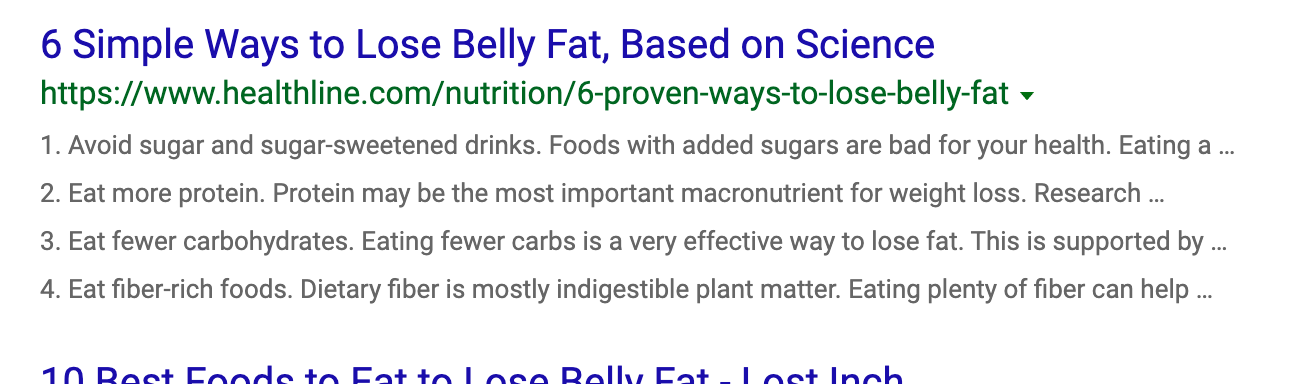 6 Simple Ways to Lose Belly Fat, Based on Science
https://www.healthline.com/nutrition/6-proven-ways-to-lose-belly-fat
1. Avoid sugar and sugar-sweetened drinks. Foods with added sugars are bad for your health. Eating a ...
2. Eat more protein. Protein may be the most important macronutrient for weight loss. Research ...
3. Eat fewer carbohydrates. Eating fewer carbs is a very effective way to lose fat. This is supported by ...
4. Eat fiber-rich foods. Dietary fiber is mostly indigestible plant matter. Eating plenty of fiber can help ...
10 Best Foods to Eat to Lose Belly Fat - Lost Inch